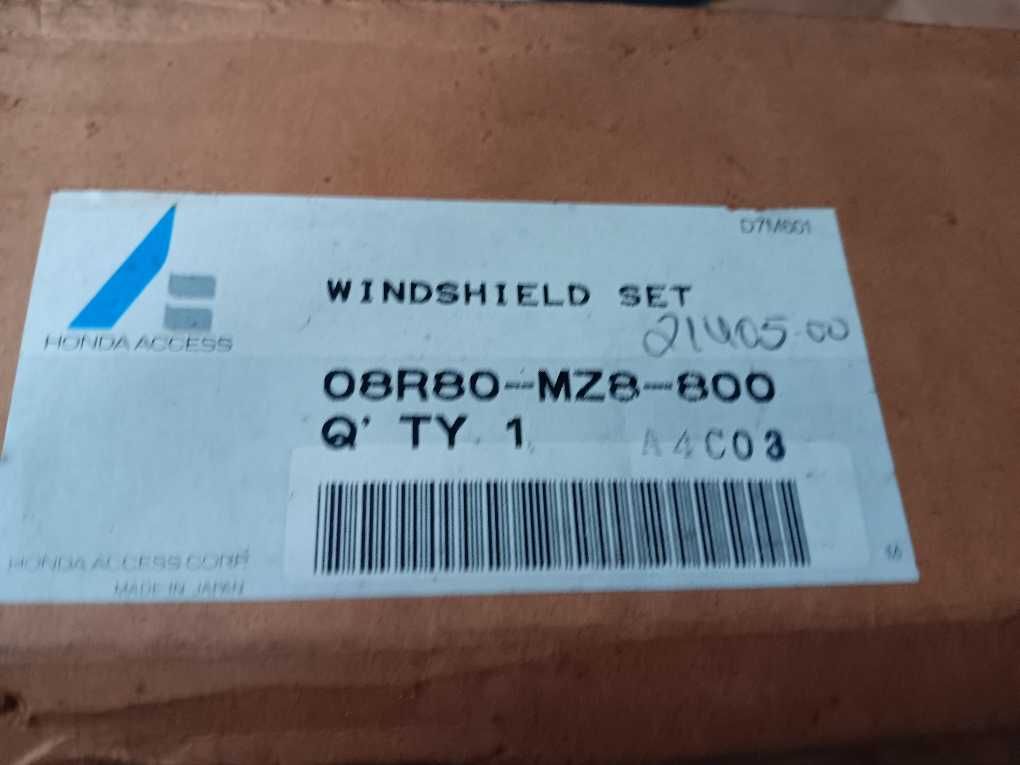 D7M601
WINDSHIELD SET
21405.00
HONDA ACCESS
08R80-MZ8-800
Q'TY 1
A4C03
HONDA ACCESS CORP.
MADE IN JAPAN